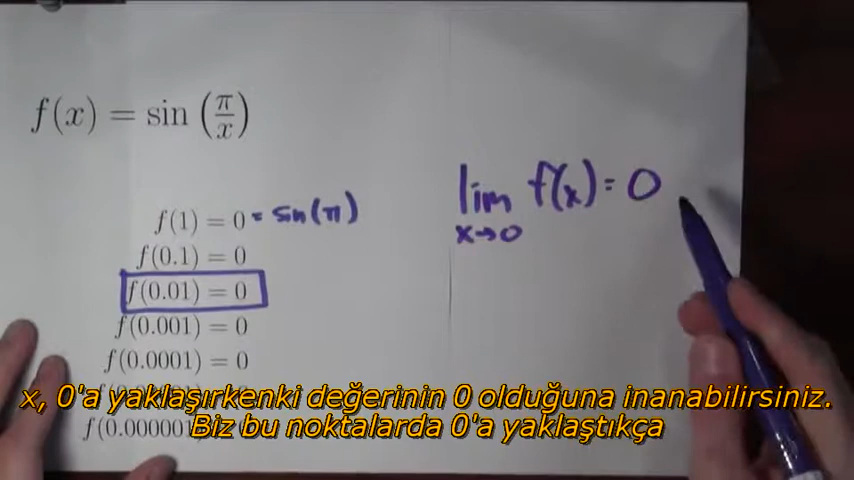 f(x) = sin (π/x)
f(1) = 0 = sin(π)
f(0.1) = 0
f(0.01) = 0
f(0.001) = 0
f(0.0001) = 0
lim f(x) = 0
x→0
x, 0'a yaklaşırkenki değerinin 0 olduğuna inanabilirsiniz.
Biz bu noktalarda 0'a yaklaştıkça